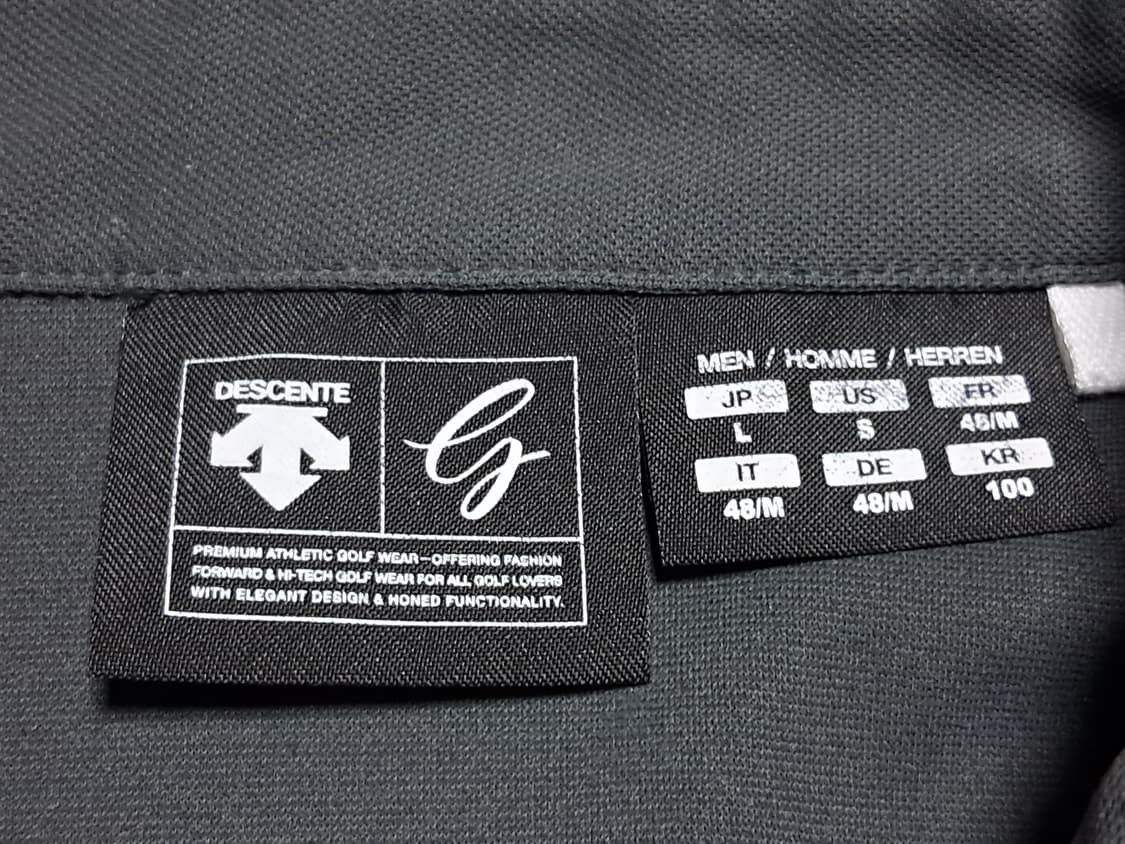 DESCENTE
G
PREMIUM ATHLETIC GOLF WEAR—OFFERING FASHION
FORWARD & HI-TECH GOLF WEAR FOR ALL GOLF LOVERS
WITH ELEGANT DESIGN & HONED FUNCTIONALITY.
MEN / HOMME / HERREN
JP US FR
L S 48/M
IT DE KR
48/M 48/M 100